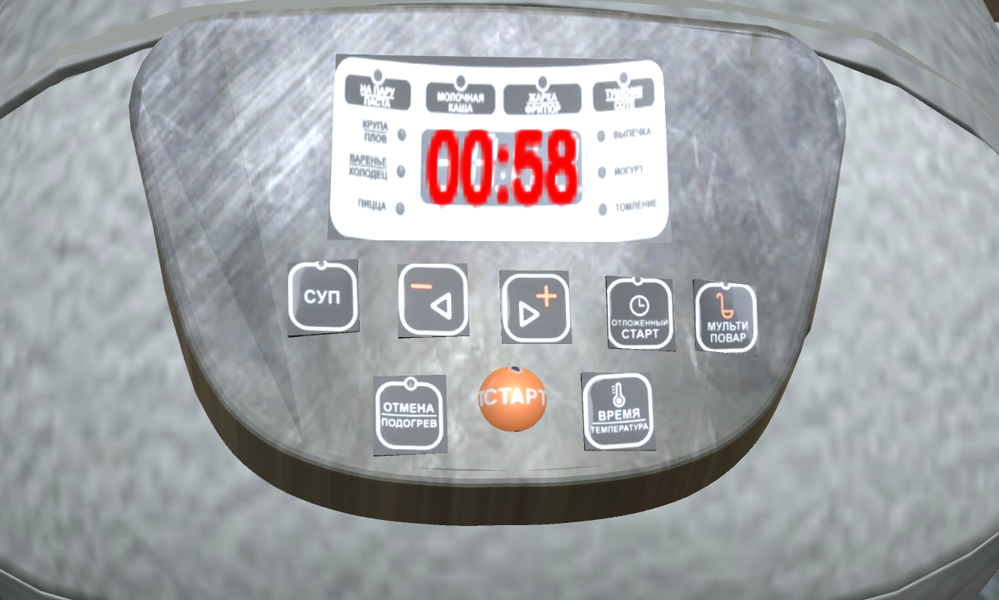 НА ПАРУ
ПАСТА
МОЛОЧНАЯ
КАША
ЖАРКА
ФРИТЮР
ТУШЕНИЕ
СОТЕ
КРУПА
ПЛОВ
ВАРЕНЬЕ
ХОЛОДЕЦ
ПИЦЦА
00:58
ВЫПЕЧКА
ЙОГУРТ
ТОМЛЕНИЕ
СУП
−
+
ОТЛОЖЕННЫЙ
СТАРТ
МУЛЬТИ
ПОВАР
ОТМЕНА
ПОДОГРЕВ
СТАРТ
ВРЕМЯ
ТЕМПЕРАТУРА